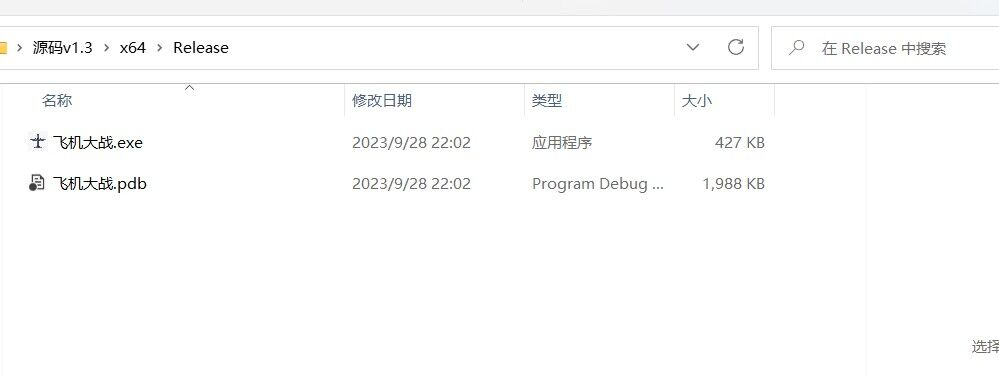 源码v1.3 > x64 > Release 在 Release 中搜索
名称 修改日期 类型 大小
飞机大战.exe 2023/9/28 22:02 应用程序 427 KB
飞机大战.pdb 2023/9/28 22:02 Program Debug ... 1,988 KB
选择